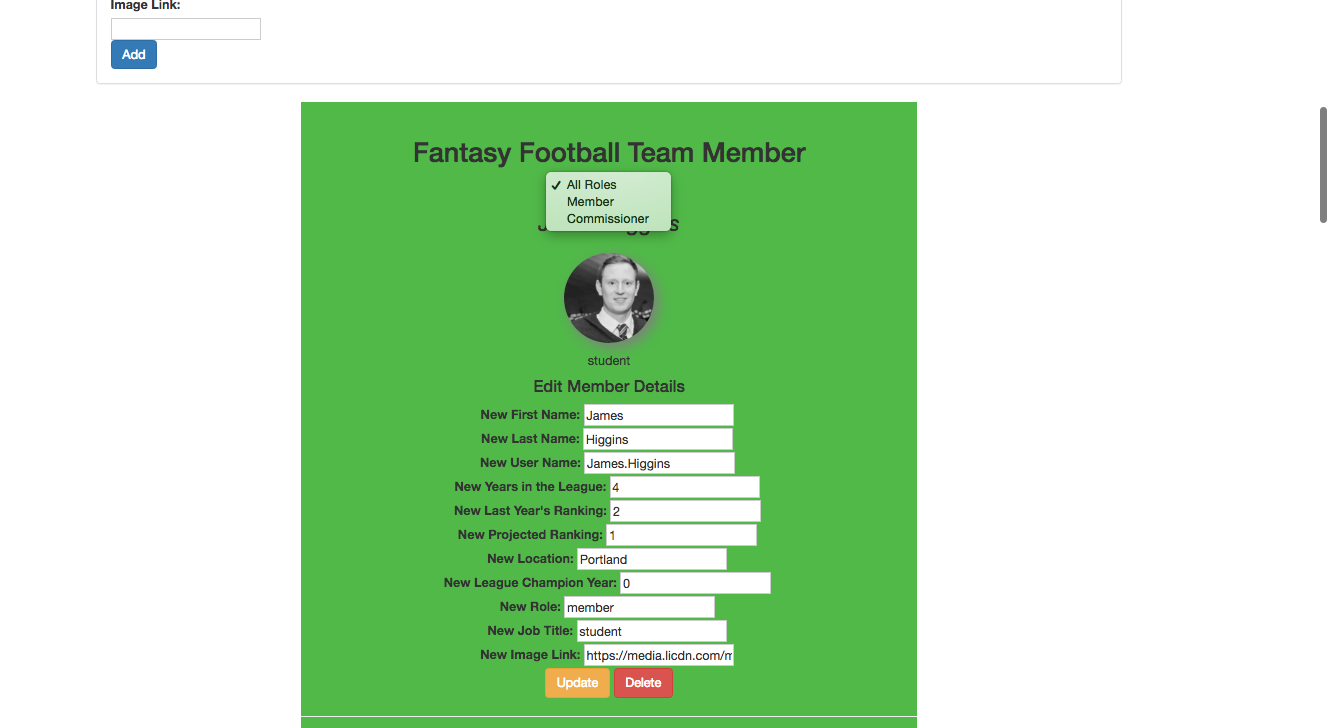 Image Link:
Add
Fantasy Football Team Member
✓ All Roles
Member
Commissioner
student
Edit Member Details
New First Name: James
New Last Name: Higgins
New User Name: James.Higgins
New Years in the League: 4
New Last Year's Ranking: 2
New Projected Ranking: 1
New Location: Portland
New League Champion Year: 0
New Role: member
New Job Title: student
New Image Link: https://media.licdn.com/m
Update Delete